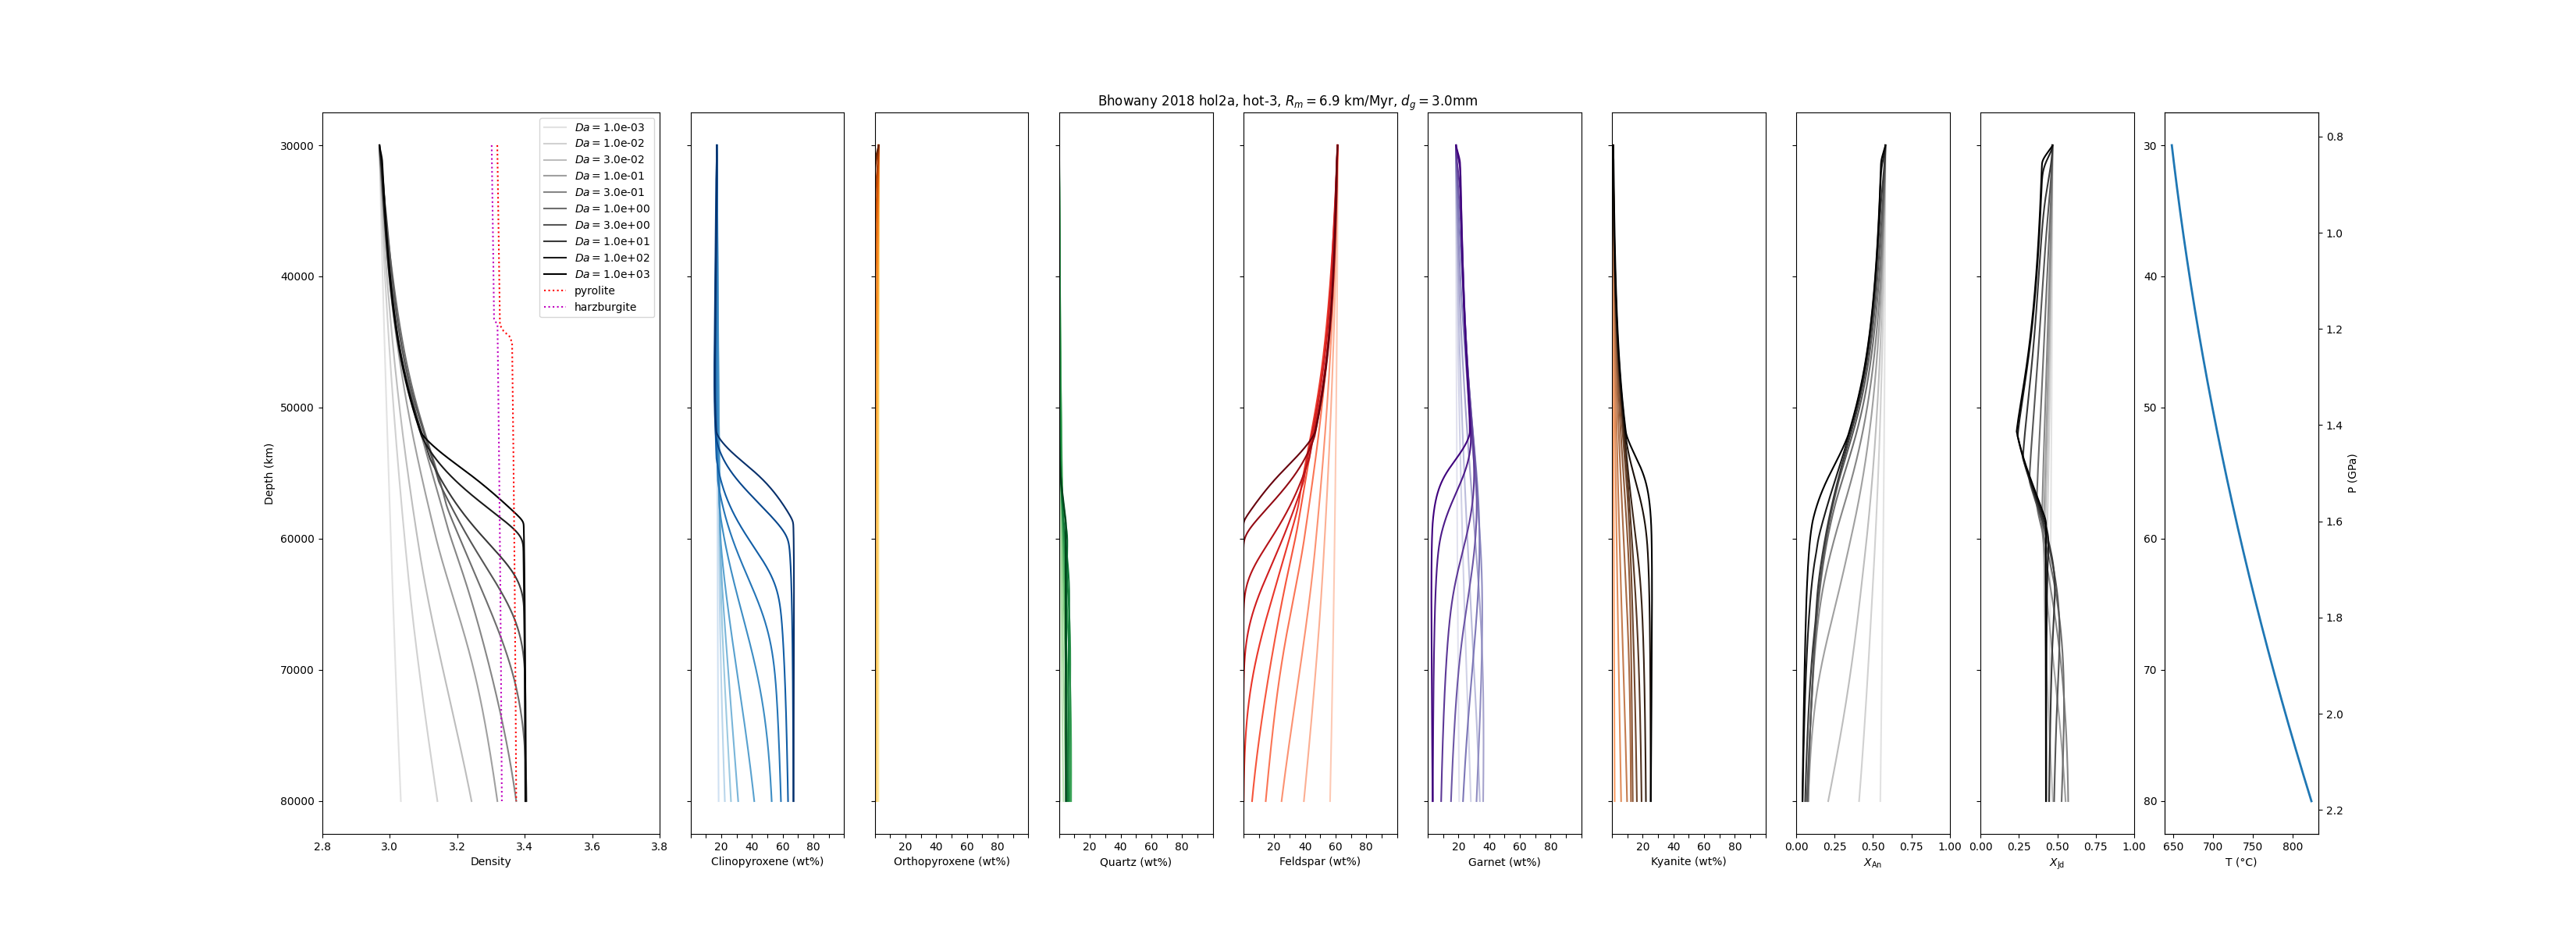 Bhowany 2018 hol2a, hot-3, Rm = 6.9 km/Myr, dg = 3.0mm
Da = 1.0e-03
Da = 1.0e-02
Da = 3.0e-02
Da = 1.0e-01
Da = 3.0e-01
Da = 1.0e+00
Da = 3.0e+00
Da = 1.0e+01
Da = 1.0e+02
Da = 1.0e+03
pyrolite
harzburgite
Depth (km)
30000
40000
50000
60000
70000
80000
2.8 3.0 3.2 3.4 3.6 3.8
Density
20 40 60 80
Clinopyroxene (wt%)
20 40 60 80
Orthopyroxene (wt%)
20 40 60 80
Quartz (wt%)
20 40 60 80
Feldspar (wt%)
20 40 60 80
Garnet (wt%)
20 40 60 80
Kyanite (wt%)
0.00 0.25 0.50 0.75 1.00
XAn
0.00 0.25 0.50 0.75 1.00
XJd
30
40
50
60
70
80
650 700 750 800
T (°C)
0.8
1.0
1.2
1.4
1.6
1.8
2.0
2.2
P (GPa)